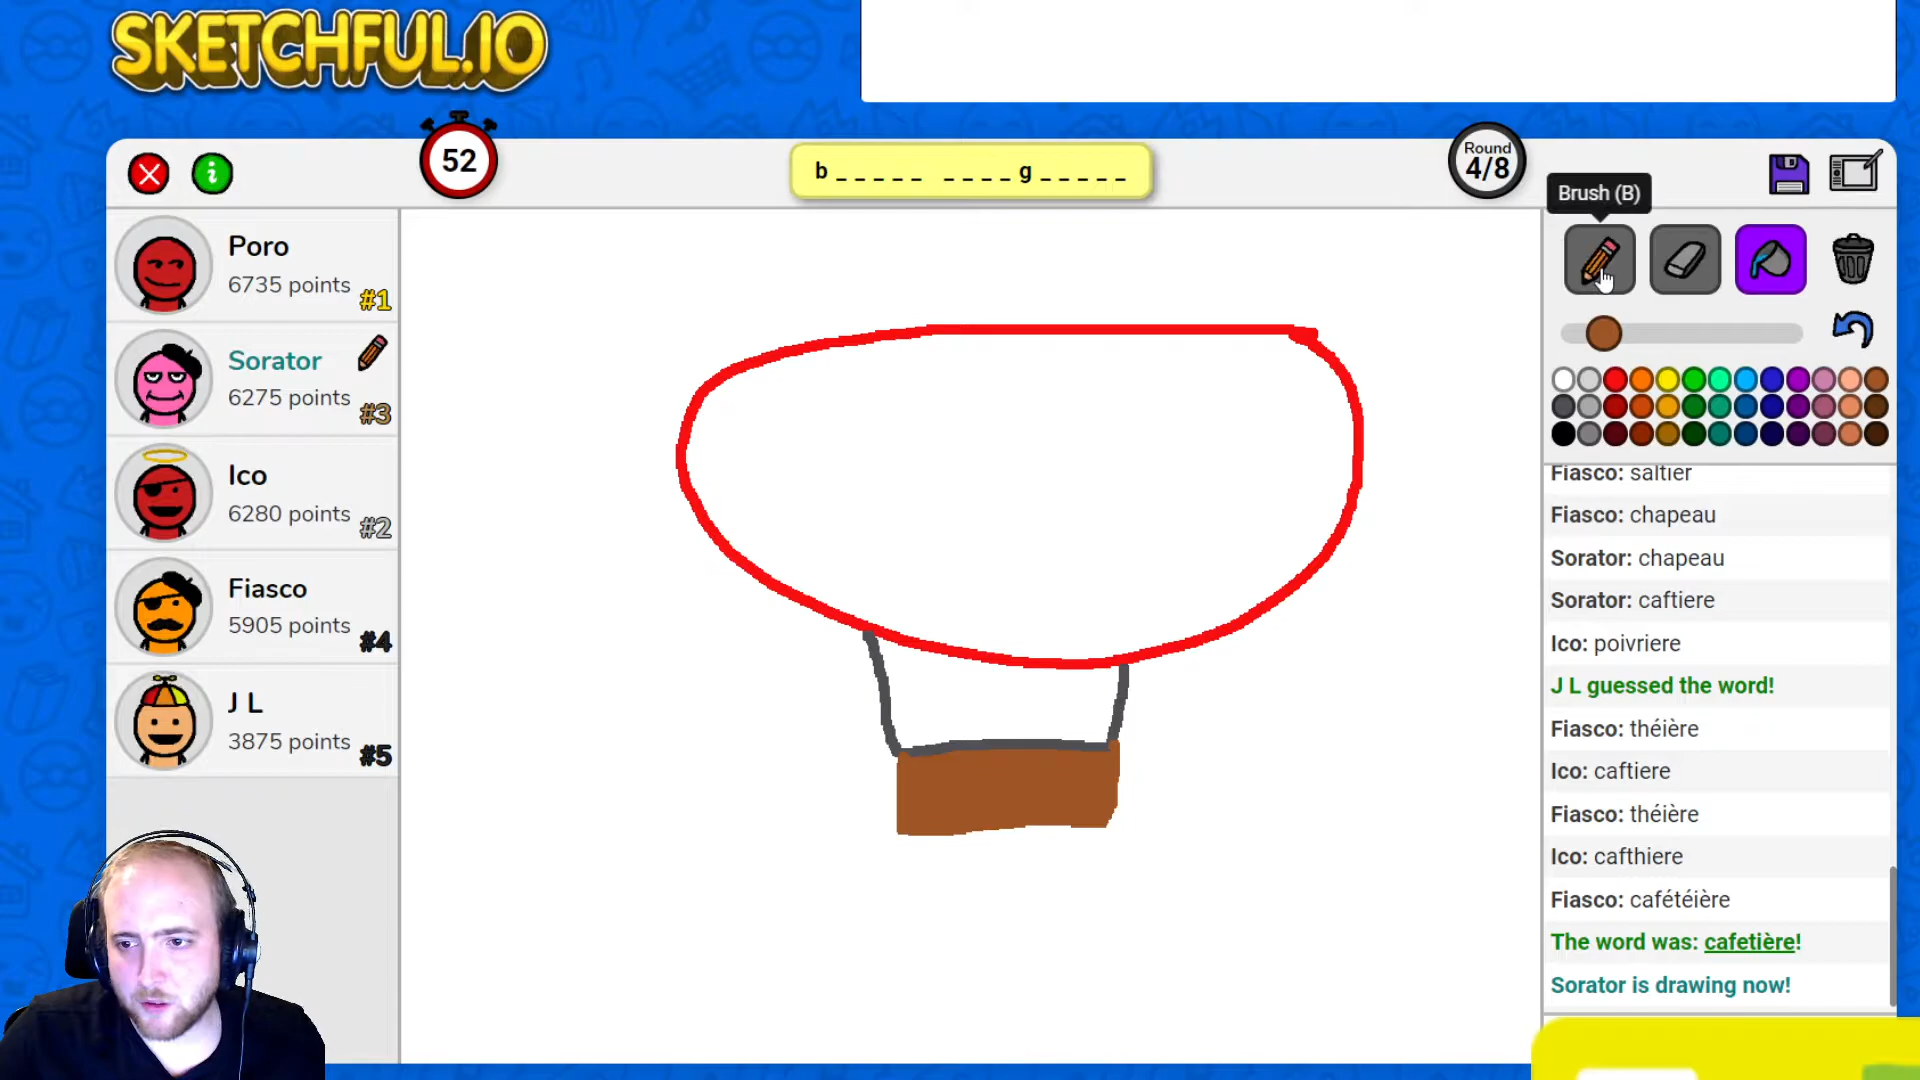 SKETCHFUL.IO
52
b _ _ _ _ _ _ _ _ _ g _ _ _ _ _
Round
4/8
Brush (B)
Poro
6735 points
#1
Sorator
6275 points
#3
Ico
6280 points
#2
Fiasco
5905 points
#4
J L
3875 points
#5
Fiasco: saltier
Fiasco: chapeau
Sorator: chapeau
Sorator: caftiere
Ico: poivriere
J L guessed the word!
Fiasco: théière
Ico: caftiere
Fiasco: théière
Ico: cafthiere
Fiasco: cafétéière
The word was: cafetière!
Sorator is drawing now!